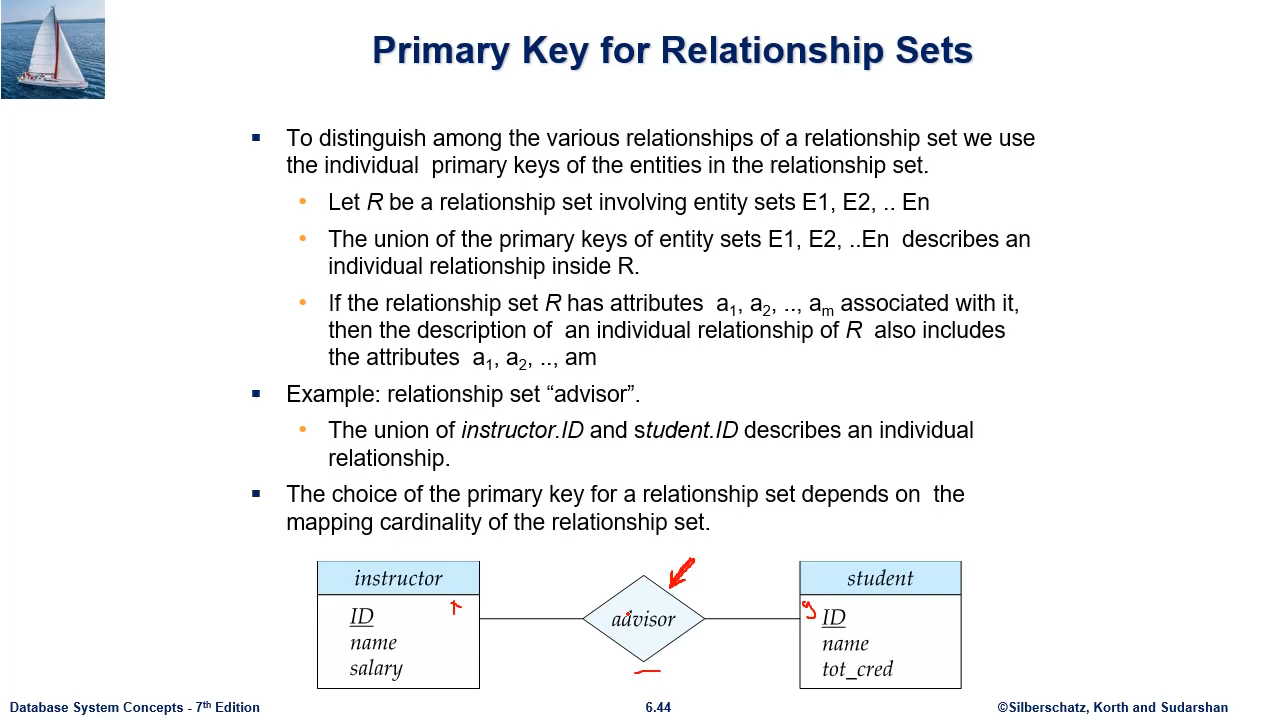 Primary Key for Relationship Sets
To distinguish among the various relationships of a relationship set we use
the individual primary keys of the entities in the relationship set.
Let R be a relationship set involving entity sets E1, E2, .. En
The union of the primary keys of entity sets E1, E2, ..En describes an
individual relationship inside R.
If the relationship set R has attributes a1, a2, .., am associated with it,
then the description of an individual relationship of R also includes
the attributes a1, a2, .., am
Example: relationship set “advisor”.
The union of instructor.ID and student.ID describes an individual
relationship.
The choice of the primary key for a relationship set depends on the
mapping cardinality of the relationship set.
instructor
ID
name
salary
advisor
student
ID
name
tot_cred
Database System Concepts - 7th Edition
6.44
©Silberschatz, Korth and Sudarshan